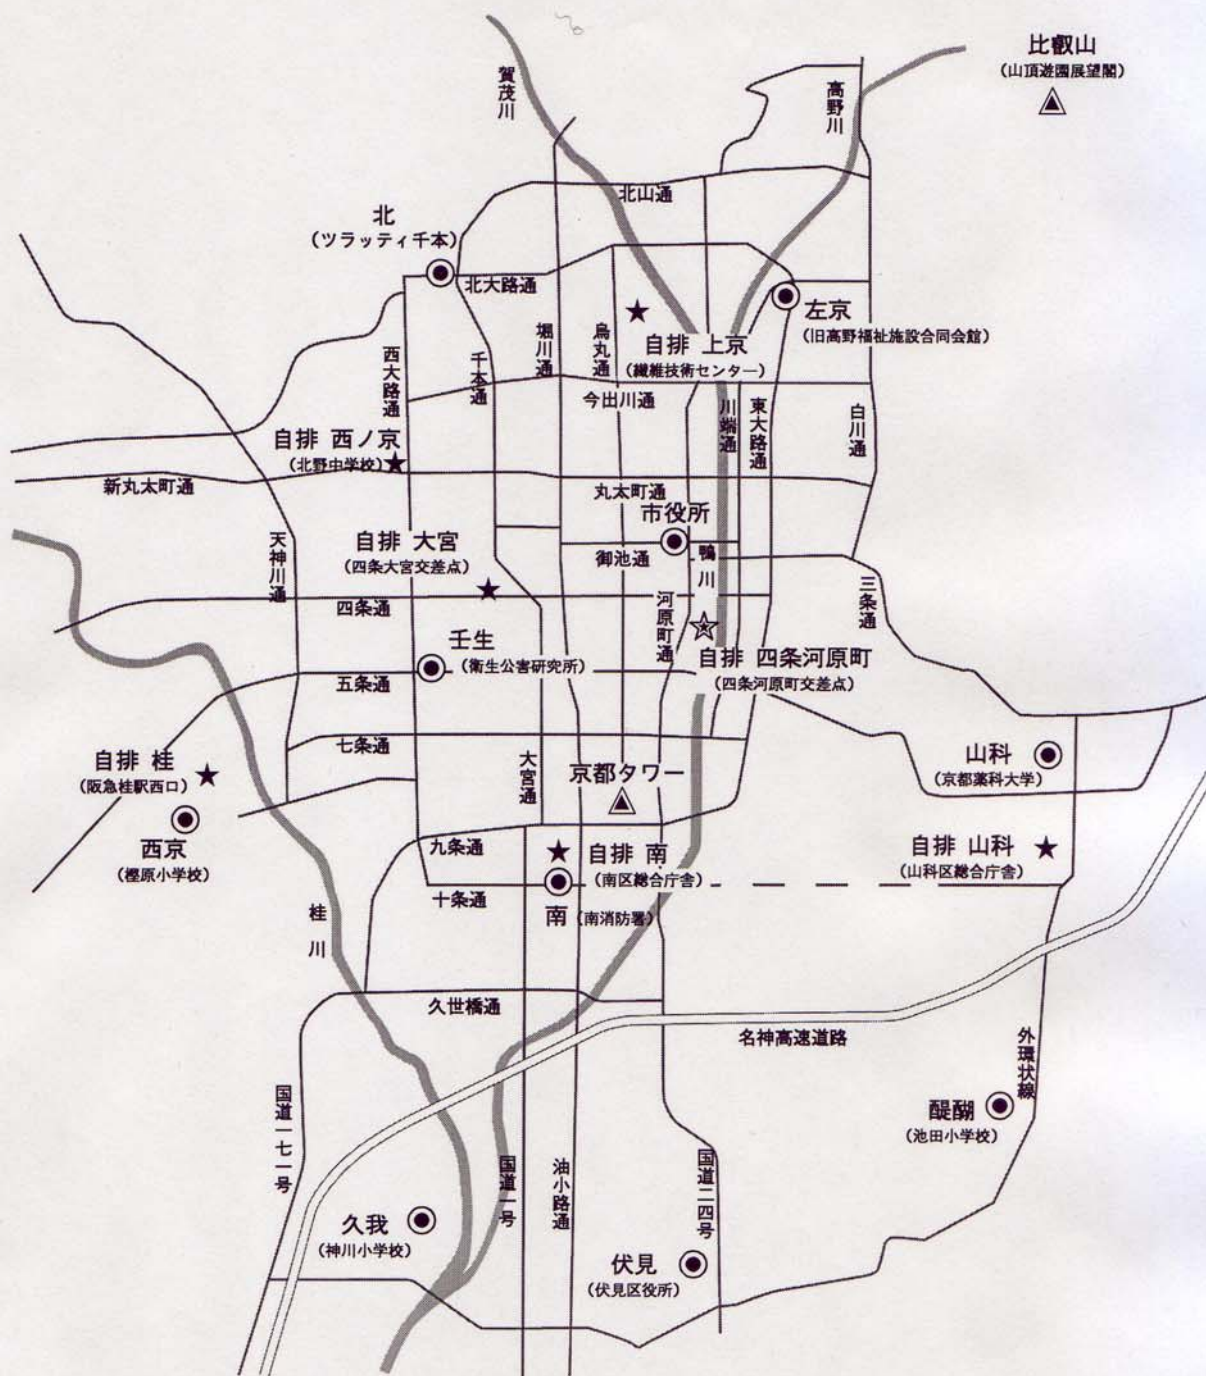 比叡山
（山頂遊園展望閣）
賀茂川
高野川
北山通
北
（ツラッティ千本）
北大路通
左京
（旧高野福祉施設合同会館）
自排 上京
（繊維技術センター）
堀川通
烏丸通
西大路通
千本通
今出川通
川端通
東大路通
白川通
自排 西ノ京
（北野中学校）
新丸太町通
丸太町通
市役所
自排 大宮
（四条大宮交差点）
天神川通
御池通
鴨川
四条通
河原町通
三条通
壬生
（衛生公害研究所）
自排 四条河原町
（四条河原町交差点）
五条通
七条通
大宮通
京都タワー
山科
（京都薬科大学）
自排 桂
（阪急桂駅西口）
西京
（樫原小学校）
九条通
自排 南
（南区総合庁舎）
自排 山科
（山科区総合庁舎）
十条通
南（南消防署）
桂川
久世橋通
名神高速道路
外環状線
国道一七一号
醍醐
（池田小学校）
国道一号
油小路通
国道二四号
久我
（神川小学校）
伏見
（伏見区役所）